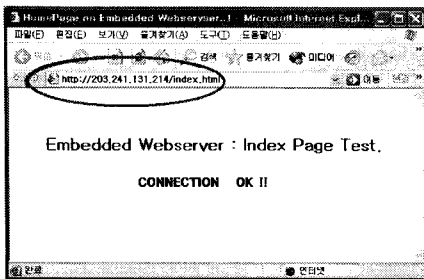 HomePage on Embedded Webserver..! - Microsoft Internet Expl...
파일(F) 편집(E) 보기(V) 즐겨찾기(A) 도구(T) 도움말(H)
검색 즐겨찾기 미디어
http://203.241.131.214/index.html 이동
Embedded Webserver : Index Page Test.
CONNECTION OK !!
완료 인터넷